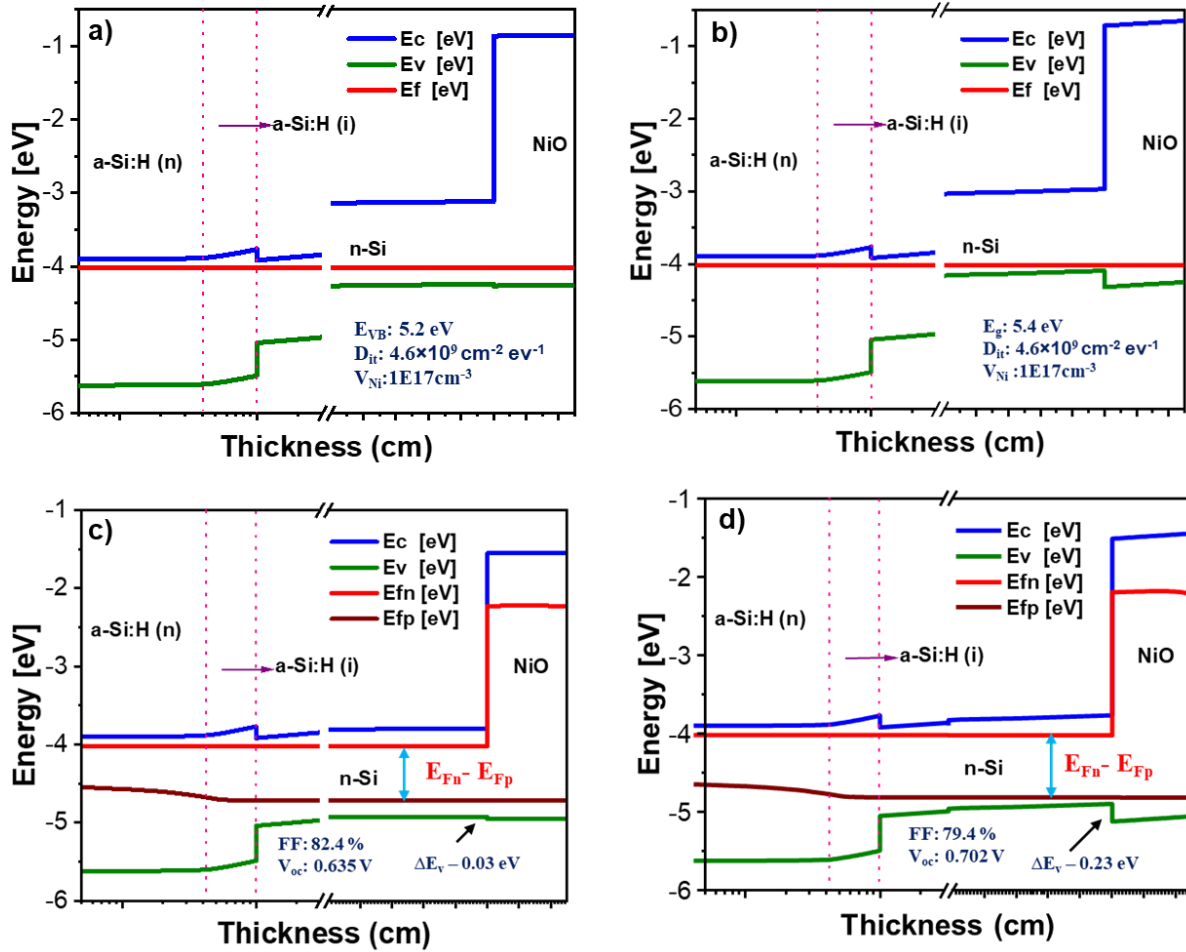 a)
Ec [eV]
Ev [eV]
Ef [eV]
a-Si:H (i)
a-Si:H (n)
NiO
n-Si
E_VB: 5.2 eV
D_it: 4.6×10⁹ cm⁻² ev⁻¹
V_Ni :1E17cm⁻³
Energy [eV]
-1
-2
-3
-4
-5
-6
Thickness (cm)
b)
Ec [eV]
Ev [eV]
Ef [eV]
a-Si:H (i)
a-Si:H (n)
NiO
n-Si
E_g: 5.4 eV
D_it: 4.6×10⁹ cm⁻² ev⁻¹
V_Ni :1E17cm⁻³
Energy [eV]
-1
-2
-3
-4
-5
-6
Thickness (cm)
c)
Ec [eV]
Ev [eV]
Efn [eV]
Efp [eV]
a-Si:H (n)
a-Si:H (i)
NiO
n-Si
E_Fn- E_Fp
FF: 82.4 %
V_oc: 0.635 V
ΔE_v – 0.03 eV
Energy [eV]
-1
-2
-3
-4
-5
-6
Thickness (cm)
d)
Ec [eV]
Ev [eV]
Efn [eV]
Efp [eV]
a-Si:H (n)
a-Si:H (i)
NiO
n-Si
E_Fn- E_Fp
FF: 79.4 %
V_oc: 0.702 V
ΔE_v – 0.23 eV
Energy [eV]
-1
-2
-3
-4
-5
-6
Thickness (cm)